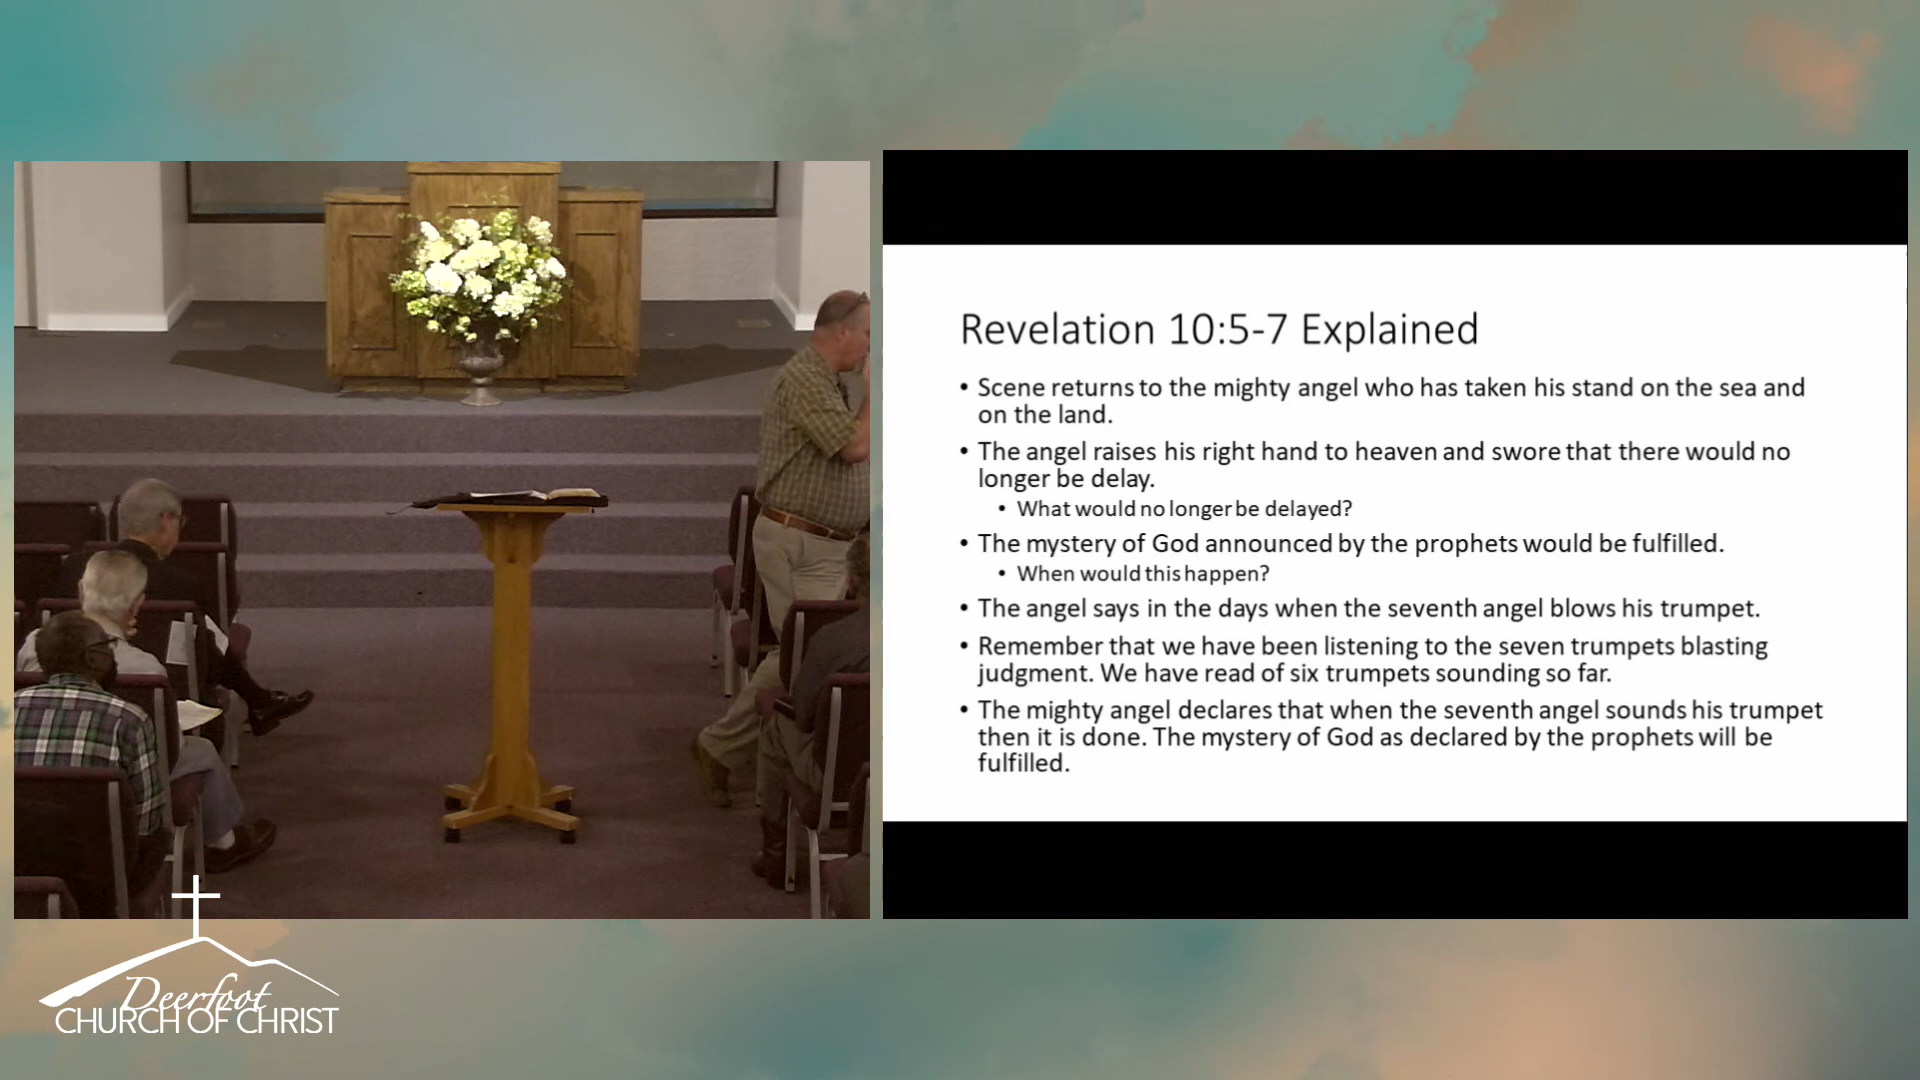 Revelation 10:5-7 Explained
• Scene returns to the mighty angel who has taken his stand on the sea and
on the land.
• The angel raises his right hand to heaven and swore that there would no
longer be delay.
• What would no longer be delayed?
• The mystery of God announced by the prophets would be fulfilled.
• When would this happen?
• The angel says in the days when the seventh angel blows his trumpet.
• Remember that we have been listening to the seven trumpets blasting
judgment. We have read of six trumpets sounding so far.
• The mighty angel declares that when the seventh angel sounds his trumpet
then it is done. The mystery of God as declared by the prophets will be
fulfilled.
Deerfoot
CHURCH OF CHRIST